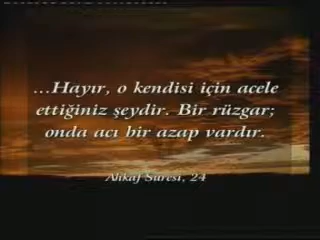 ...Hayır, o kendisi için acele
ettiğiniz şeydir. Bir rüzgar;
onda acı bir azap vardır.
Ahkaf Suresi, 24